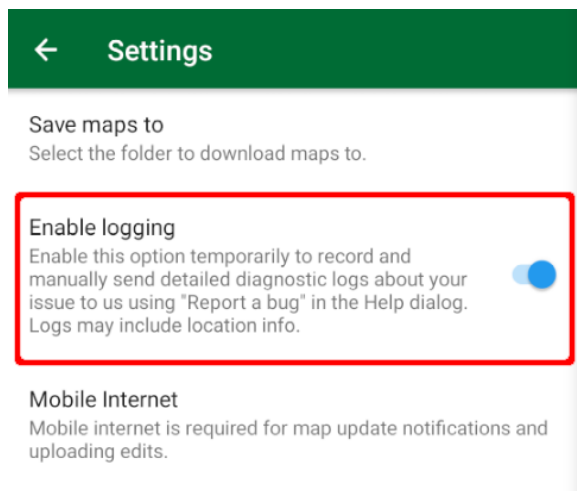 Settings
Save maps to
Select the folder to download maps to.
Enable logging
Enable this option temporarily to record and
manually send detailed diagnostic logs about your
issue to us using "Report a bug" in the Help dialog.
Logs may include location info.
Mobile Internet
Mobile internet is required for map update notifications and
uploading edits.